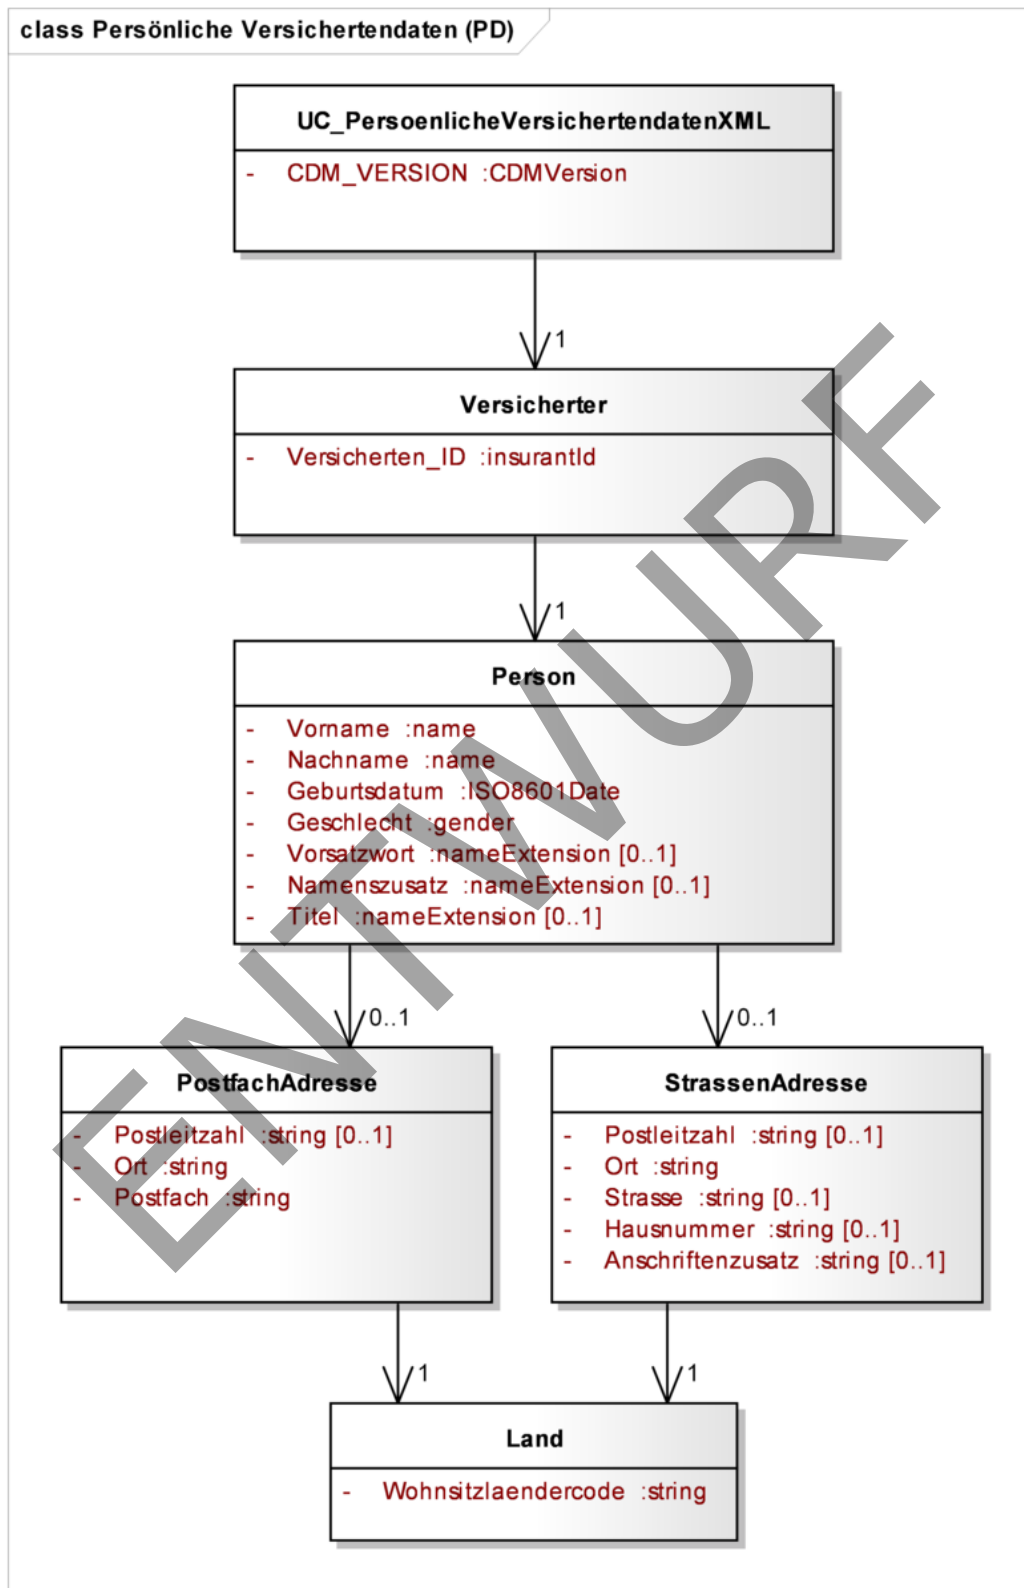 class Persönliche Versichertendaten (PD)
UC_PersoenlicheVersichertendatenXML
- CDM_VERSION :CDMVersion
1
Versicherter
- Versicherten_ID :insurantId
1
Person
- Vorname :name
- Nachname :name
- Geburtsdatum :ISO8601Date
- Geschlecht :gender
- Vorsatzwort :nameExtension [0..1]
- Namenszusatz :nameExtension [0..1]
- Titel :nameExtension [0..1]
0..1
0..1
PostfachAdresse
- Postleitzahl :string [0..1]
- Ort :string
- Postfach :string
StrassenAdresse
- Postleitzahl :string [0..1]
- Ort :string
- Strasse :string [0..1]
- Hausnummer :string [0..1]
- Anschriftenzusatz :string [0..1]
1
1
Land
- Wohnsitzlaendercode :string
ENTWURF